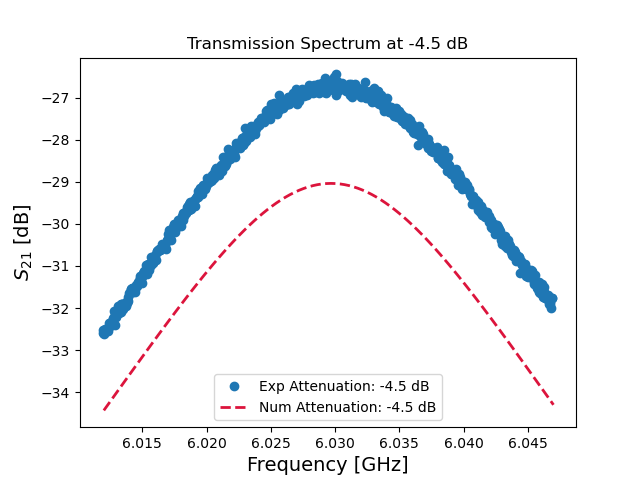 Transmission Spectrum at -4.5 dB
S21 [dB]
−27
−28
−29
−30
−31
−32
−33
−34
Exp Attenuation: -4.5 dB
Num Attenuation: -4.5 dB
6.015 6.020 6.025 6.030 6.035 6.040 6.045
Frequency [GHz]